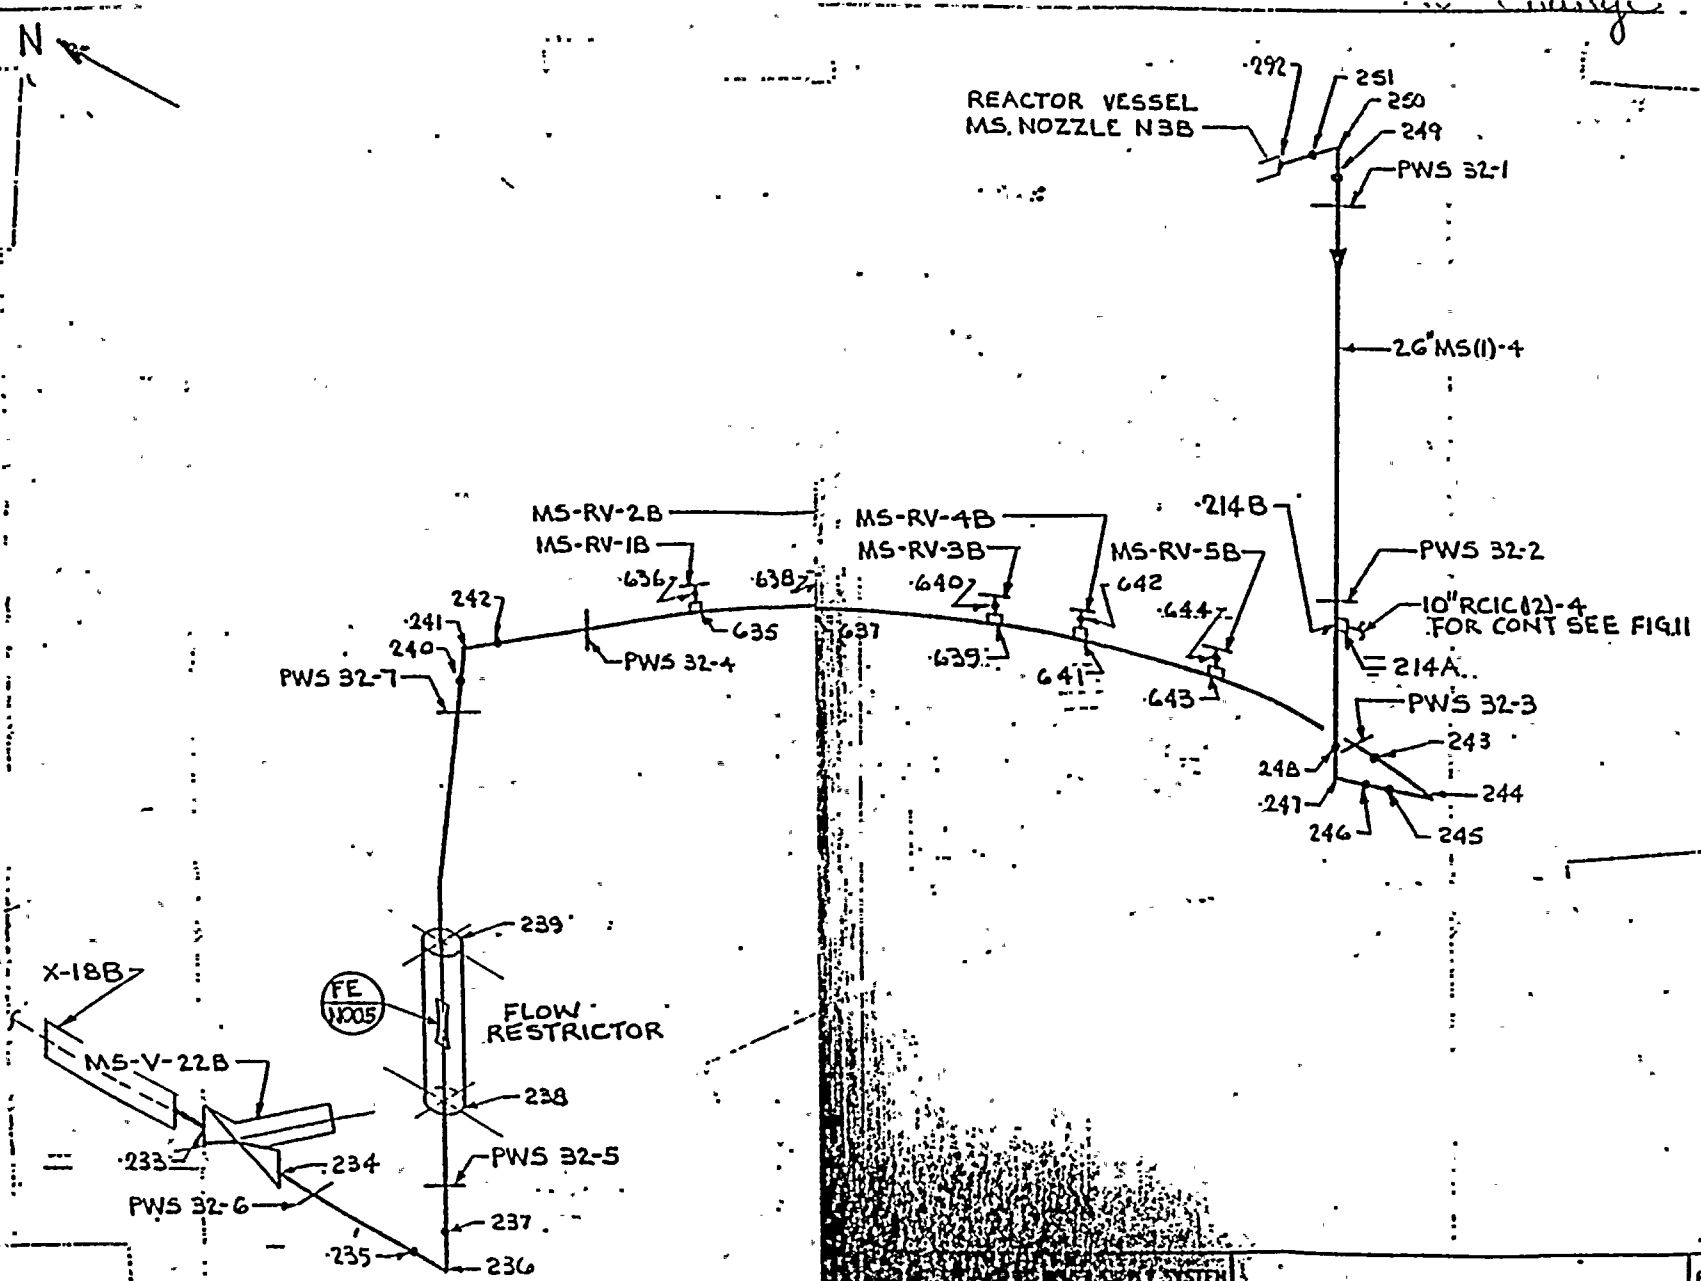 Change
N
292
251
250
249
REACTOR VESSEL
MS. NOZZLE N3B
PWS 32-1
26"MS(1)-4
MS-RV-2B
MS-RV-1B
MS-RV-4B
MS-RV-3B
MS-RV-5B
214B
PWS 32-2
10"RCIC(12)-4
FOR CONT SEE FIG.11
214A
PWS 32-3
636
638
640
642
644
242
241
240
635
637
639
641
643
PWS 32-4
PWS 32-7
243
248
247
244
246
245
239
X-18B
FE
N005
FLOW
RESTRICTOR
MS-V-22B
238
233
234
PWS 32-5
PWS 32-6
237
235
236
SYSTEM